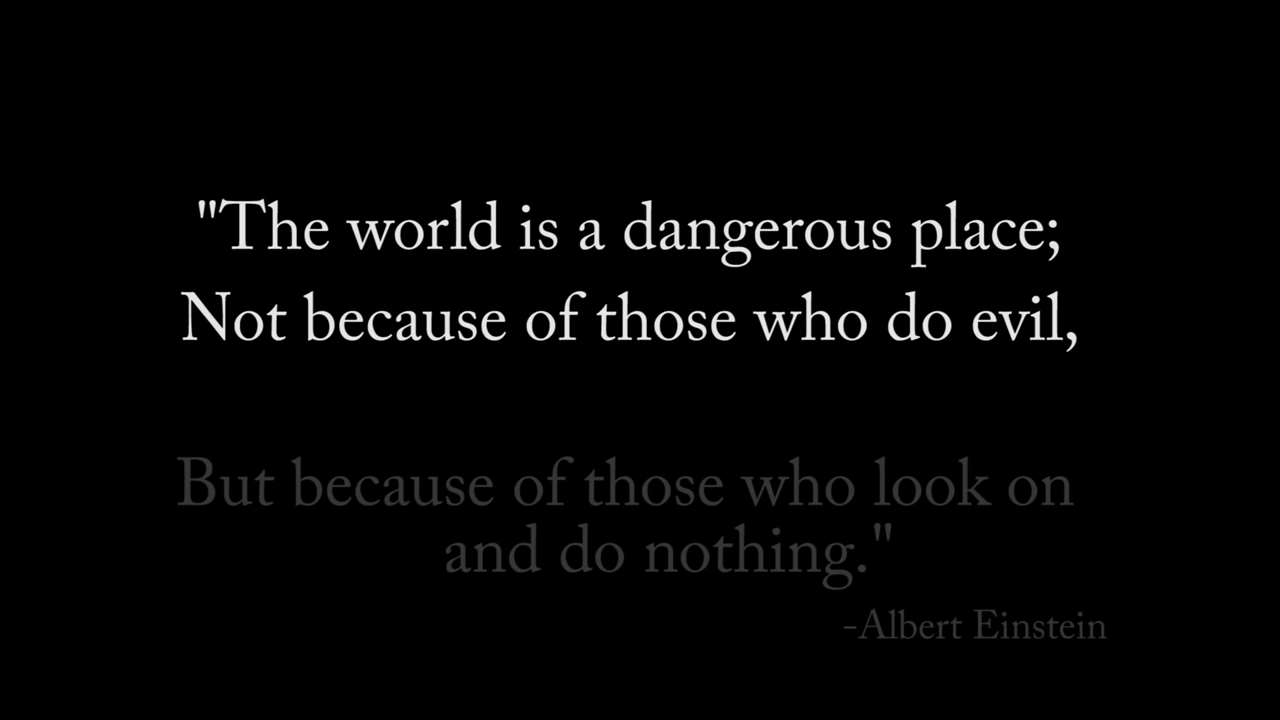 "The world is a dangerous place;
Not because of those who do evil,
But because of those who look on
and do nothing."
-Albert Einstein